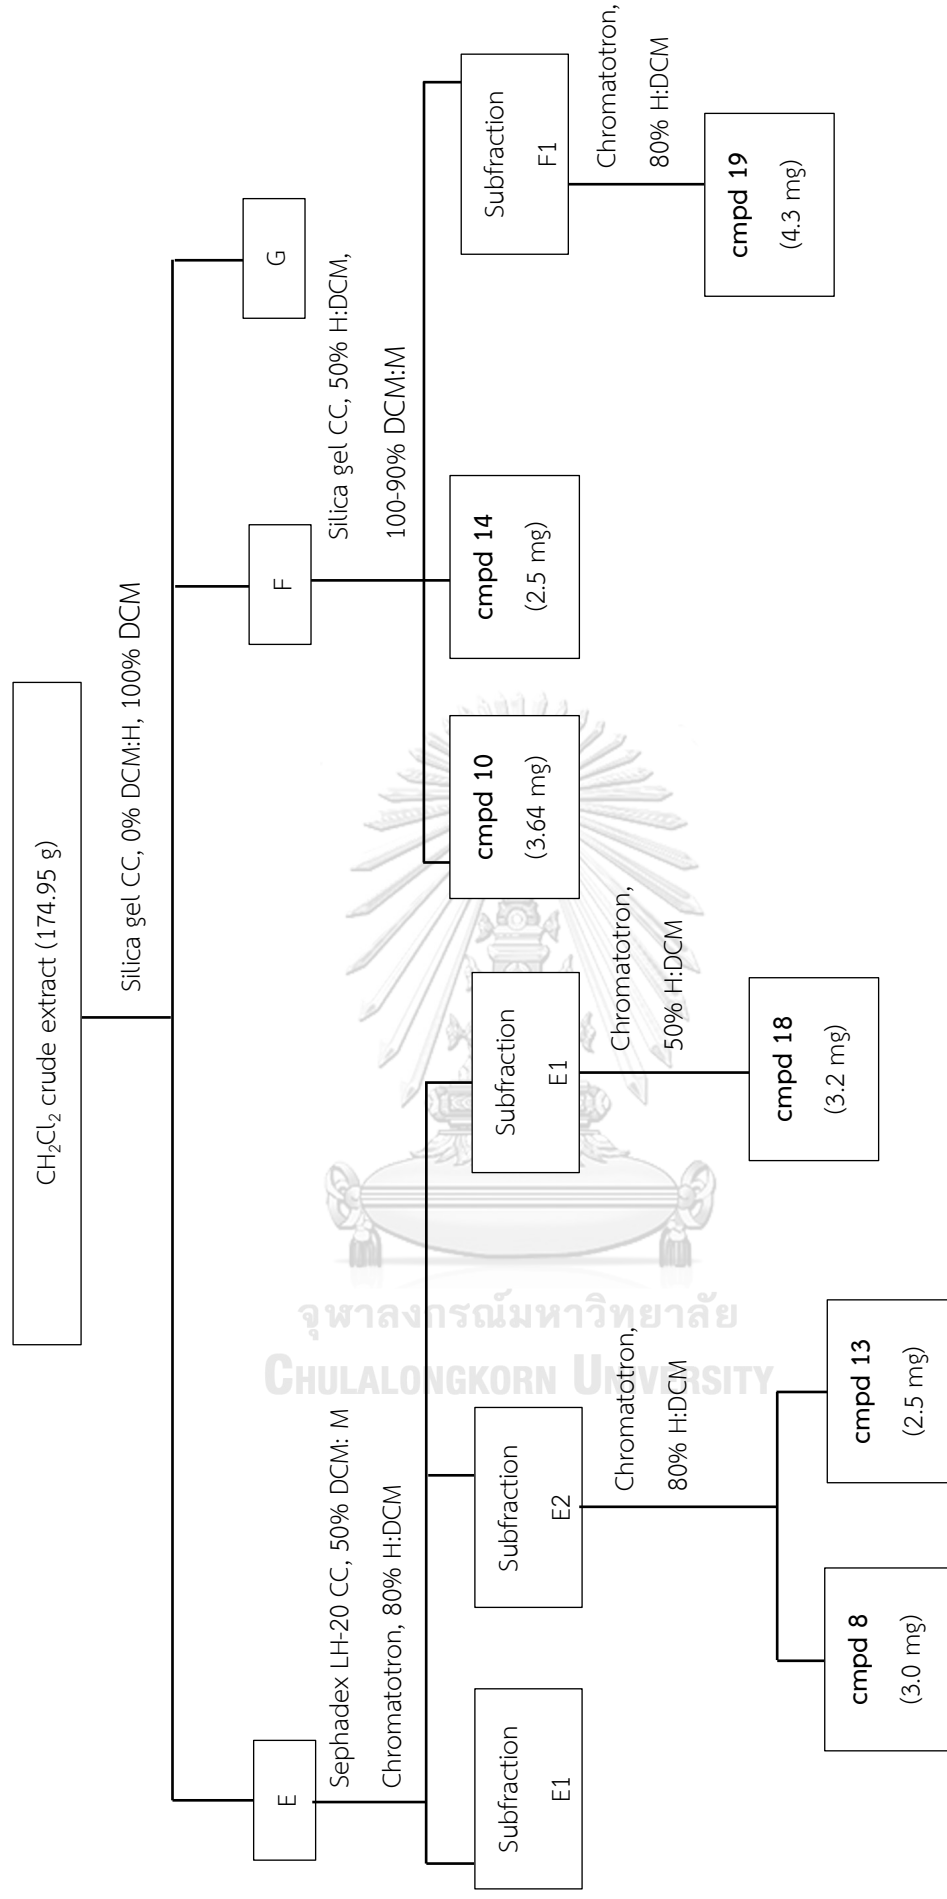 CH₂Cl₂ crude extract (174.95 g)
Silica gel CC, 0% DCM:H, 100% DCM
E
F
G
Sephadex LH-20 CC, 50% DCM: M
Chromatotron, 80% H:DCM
Silica gel CC, 50% H:DCM,
100-90% DCM:M
Subfraction
E1
Subfraction
E2
Subfraction
E1
cmpd 10
(3.64 mg)
cmpd 14
(2.5 mg)
Subfraction
F1
Chromatotron,
80% H:DCM
Chromatotron,
50% H:DCM
Chromatotron,
80% H:DCM
cmpd 8
(3.0 mg)
cmpd 13
(2.5 mg)
cmpd 18
(3.2 mg)
cmpd 19
(4.3 mg)
จุฬาลงกรณ์มหาวิทยาลัย
CHULALONGKORN UNIVERSITY